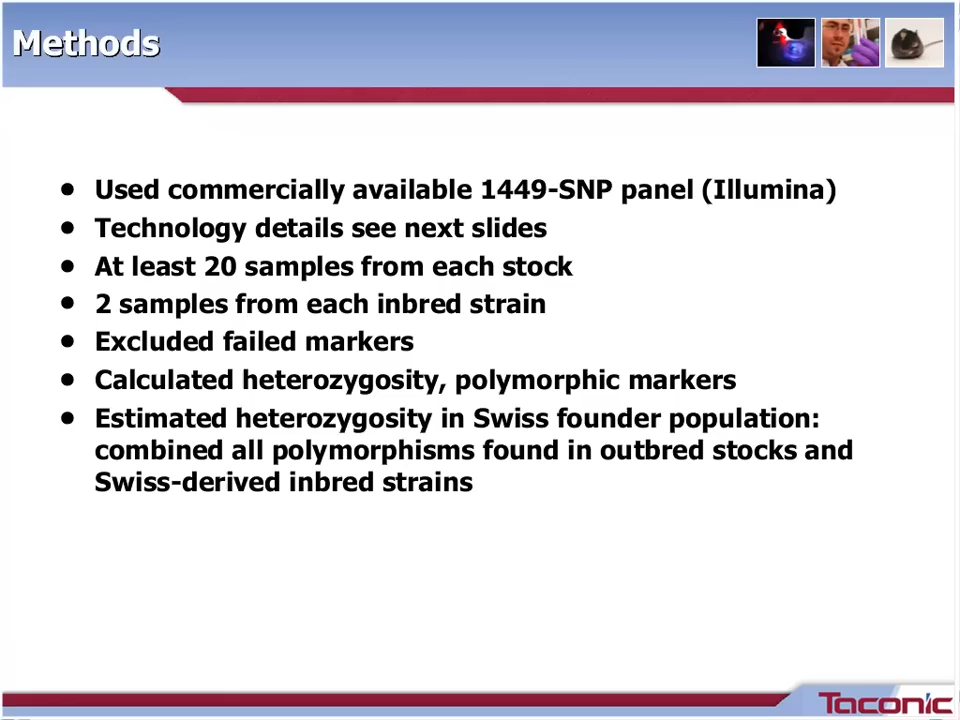 Methods
• Used commercially available 1449-SNP panel (Illumina)
• Technology details see next slides
• At least 20 samples from each stock
• 2 samples from each inbred strain
• Excluded failed markers
• Calculated heterozygosity, polymorphic markers
• Estimated heterozygosity in Swiss founder population:
combined all polymorphisms found in outbred stocks and
Swiss-derived inbred strains
Taconic